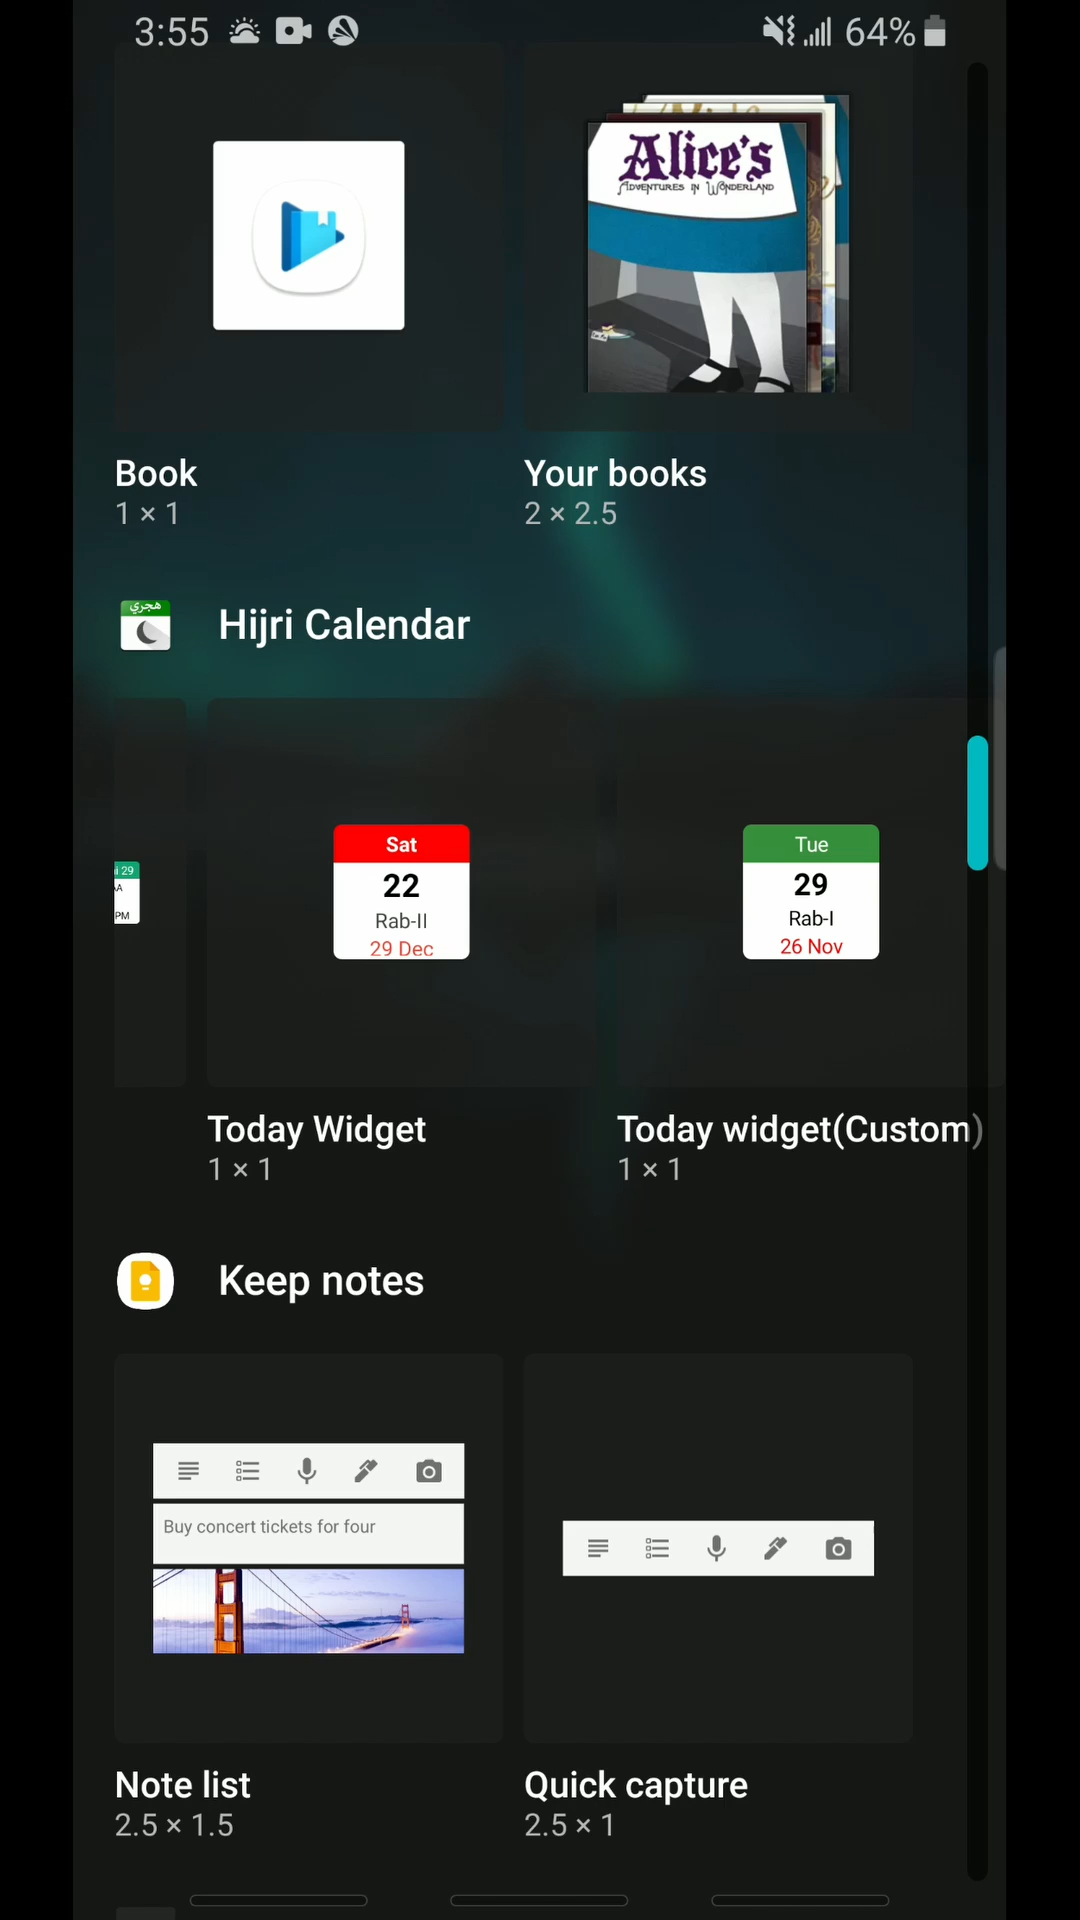 3:55 64%
Alice's
Adventures in Wonderland
Book
1 × 1
Your books
2 × 2.5
هجري
Hijri Calendar
29
PM
Sat
22
Rab-II
29 Dec
Tue
29
Rab-I
26 Nov
Today Widget
1 × 1
Today widget(Custom)
1 × 1
Keep notes
Buy concert tickets for four
Note list
2.5 × 1.5
Quick capture
2.5 × 1